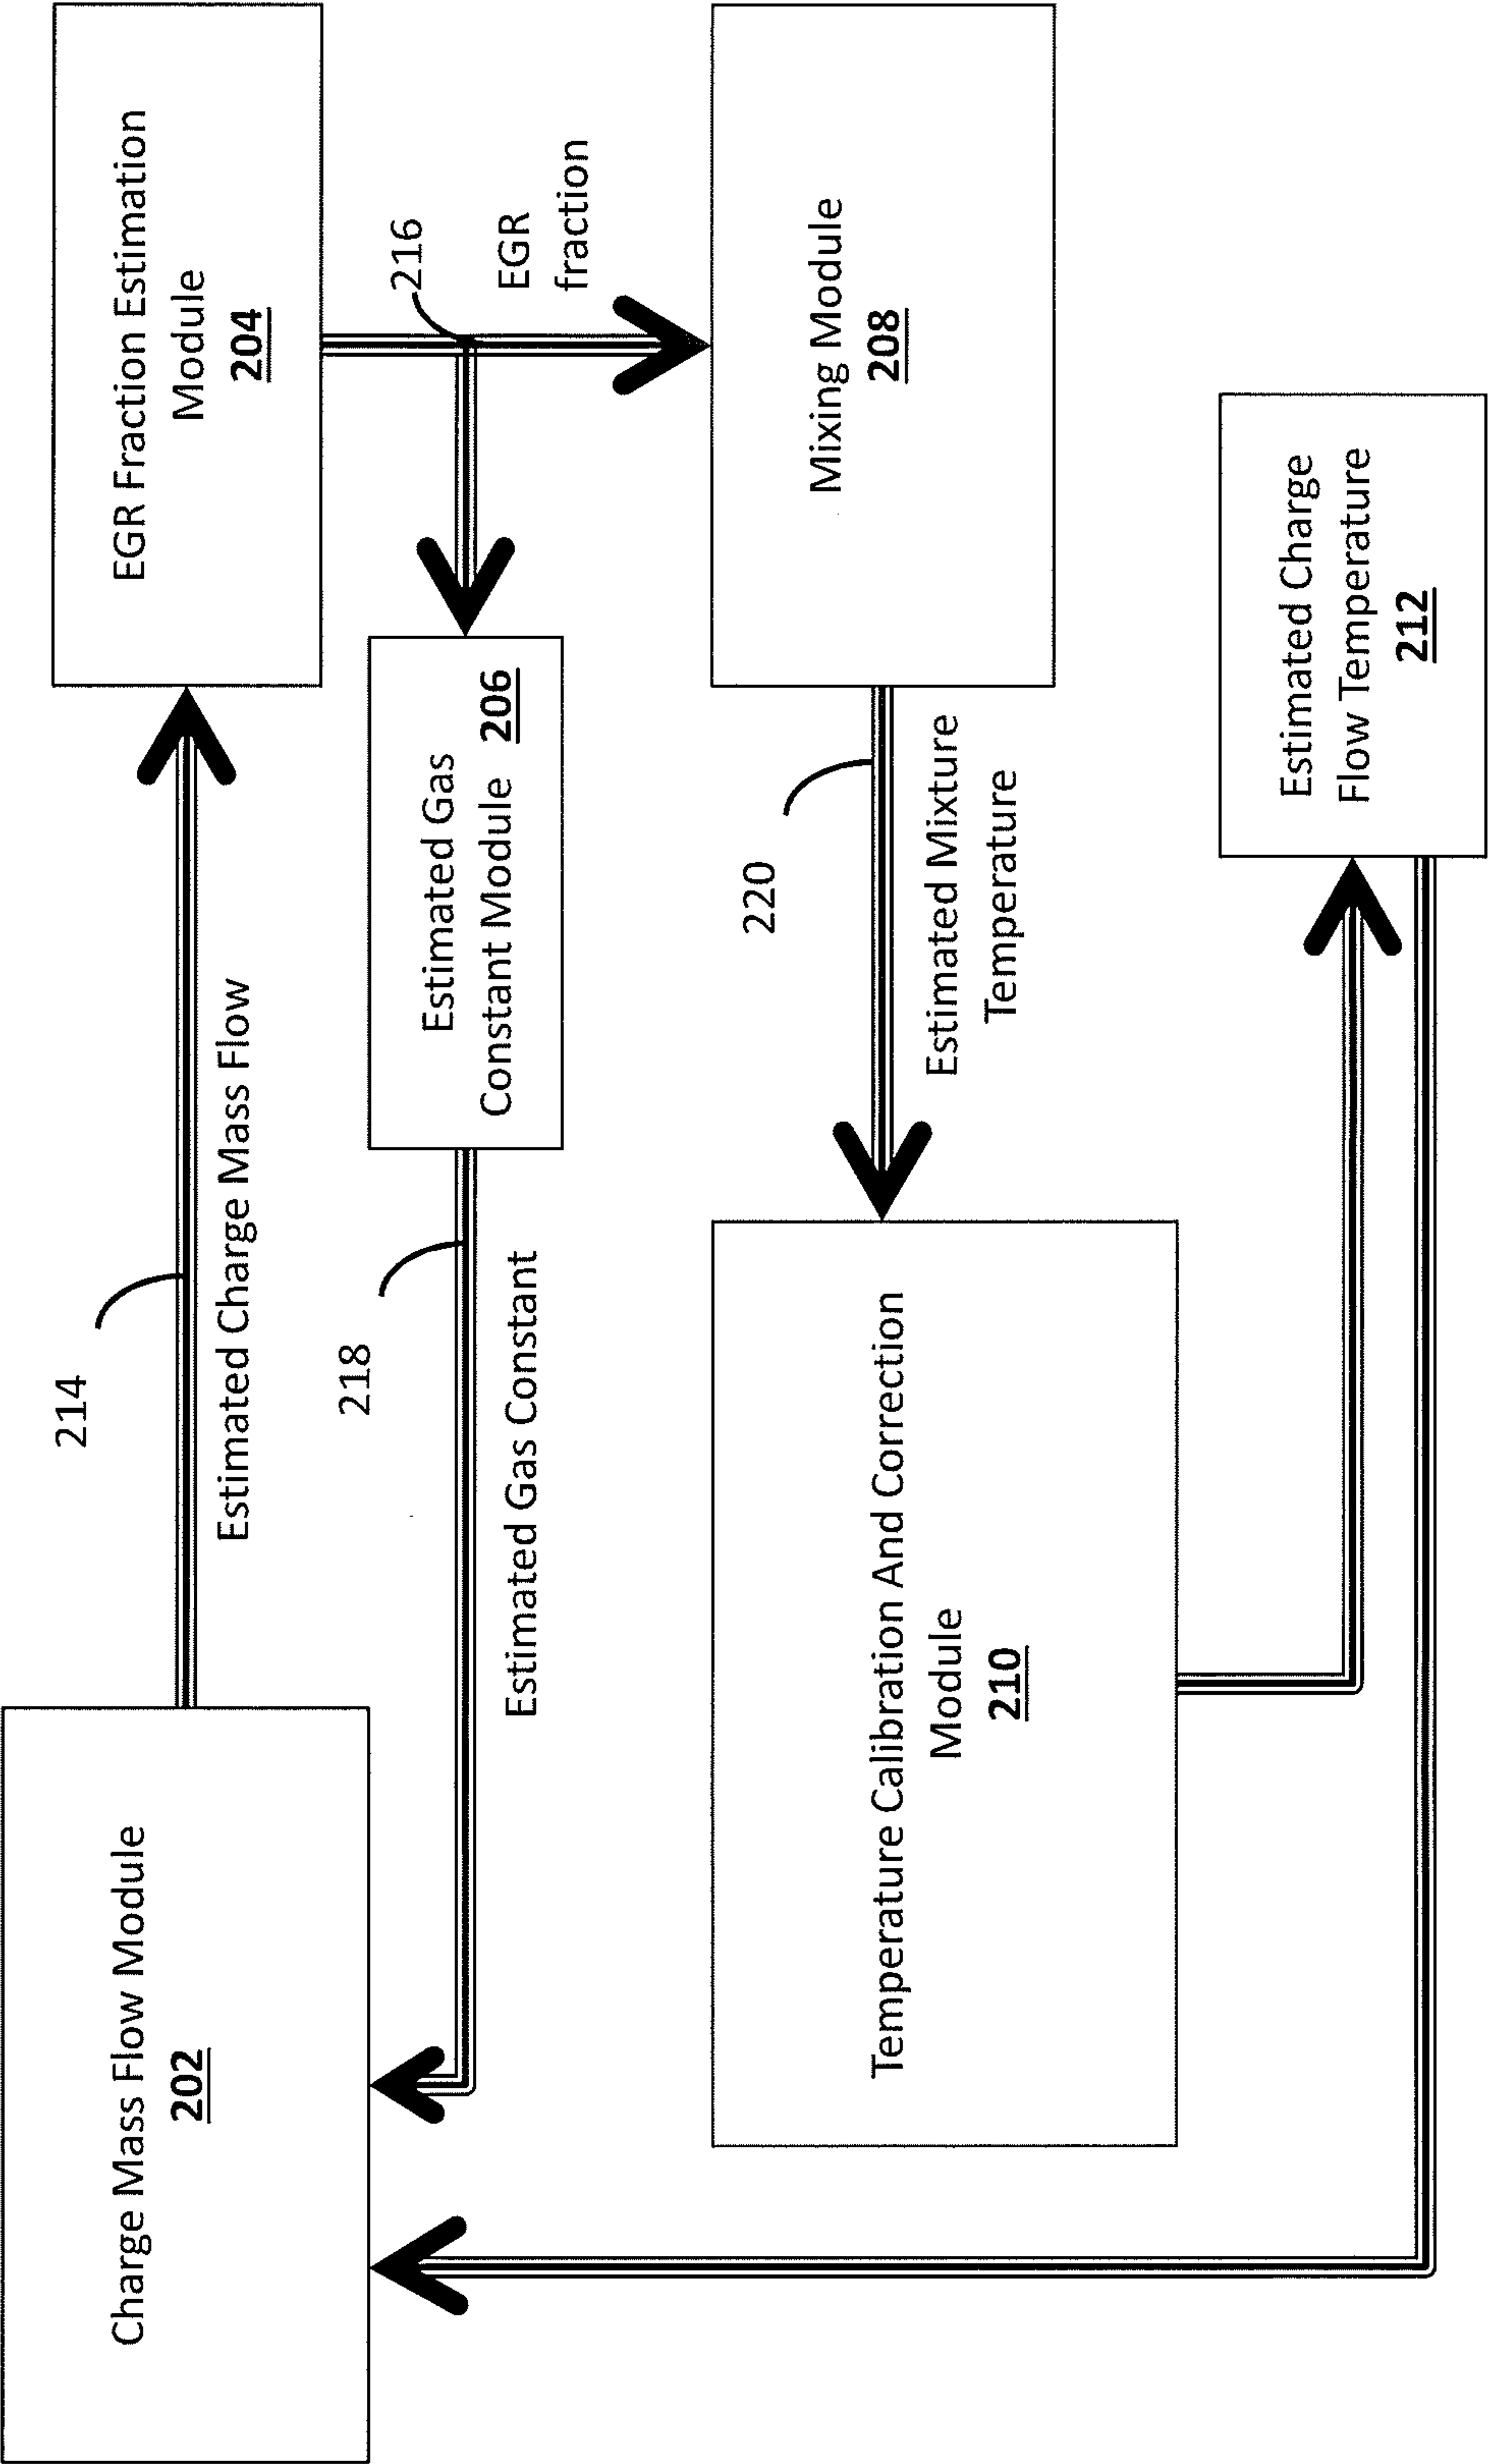 Charge Mass Flow Module
202
214
Estimated Charge Mass Flow
EGR Fraction Estimation
Module
204
216
EGR
fraction
Estimated Gas
Constant Module 206
218
Estimated Gas Constant
Mixing Module
208
220
Estimated Mixture
Temperature
Temperature Calibration And Correction
Module
210
Estimated Charge
Flow Temperature
212